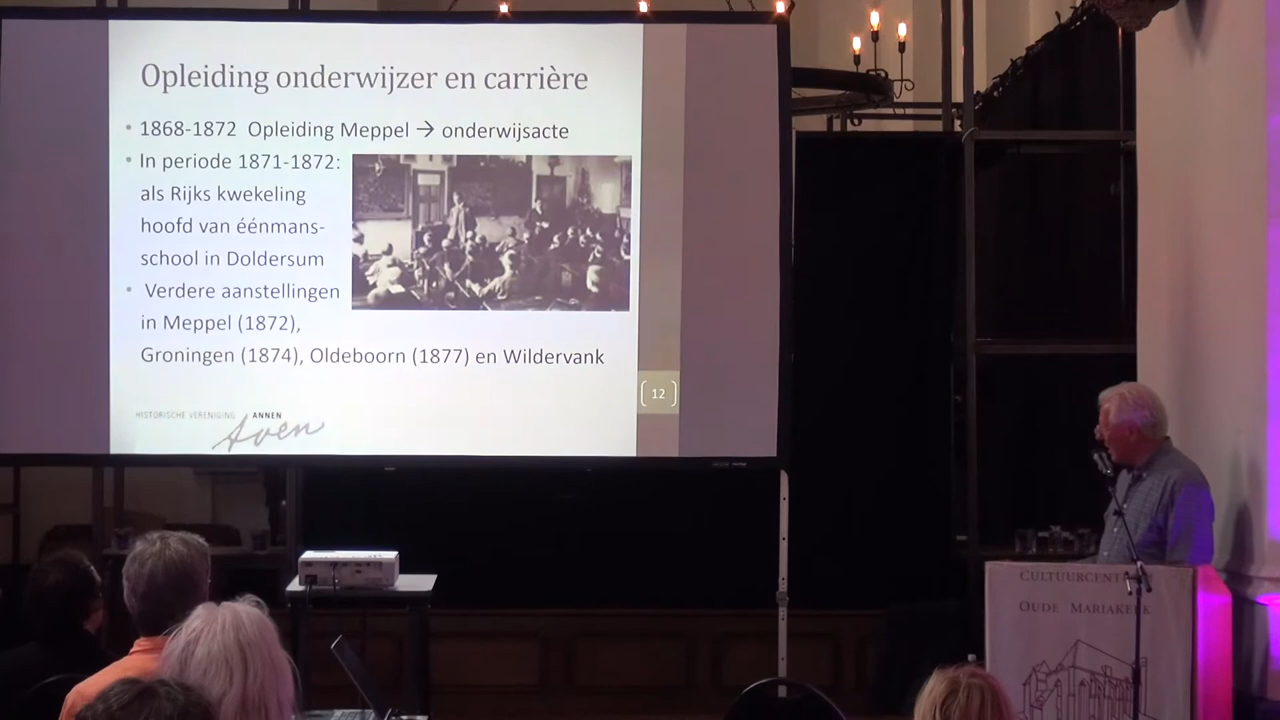 Opleiding onderwijzer en carrière
• 1868-1872 Opleiding Meppel → onderwijsacte
• In periode 1871-1872:
als Rijks kwekeling
hoofd van éénmans-
school in Doldersum
• Verdere aanstellingen
in Meppel (1872),
Groningen (1874), Oldeboorn (1877) en Wildervank
12
HISTORISCHE VERENIGING ANNEN
CULTUURCENT
OUDE MARIAKERK